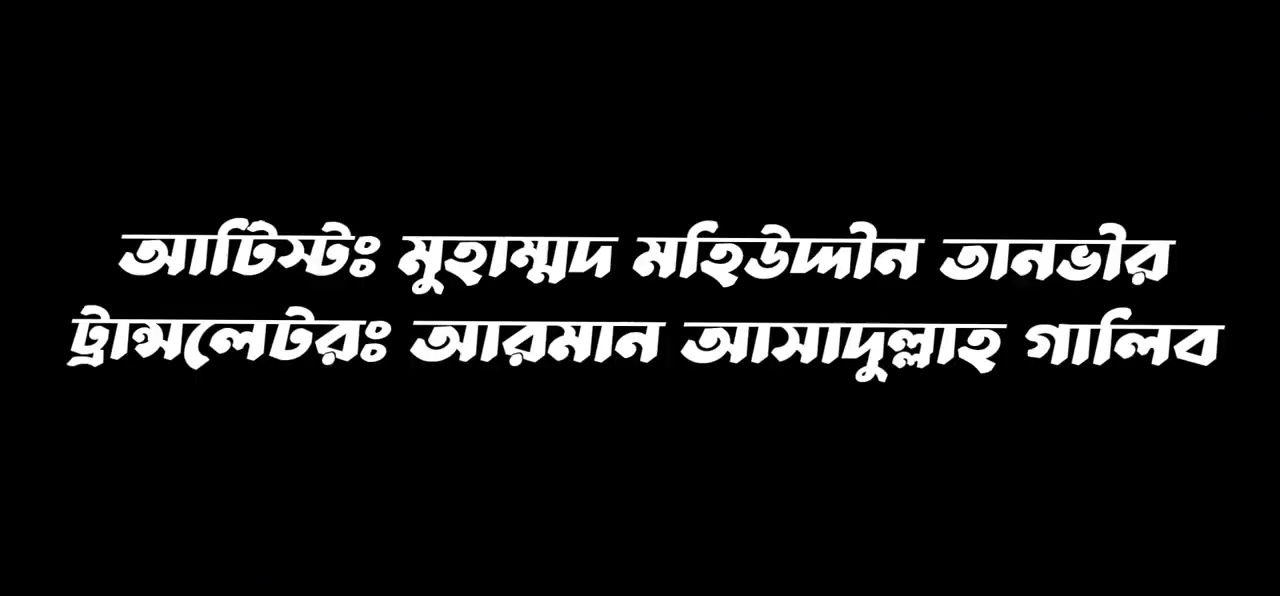 আর্টিস্টঃ মুহাম্মদ মহিউদ্দীন তানভীর
ট্রান্সলেটরঃ আরমান আসাদুল্লাহ গালিব